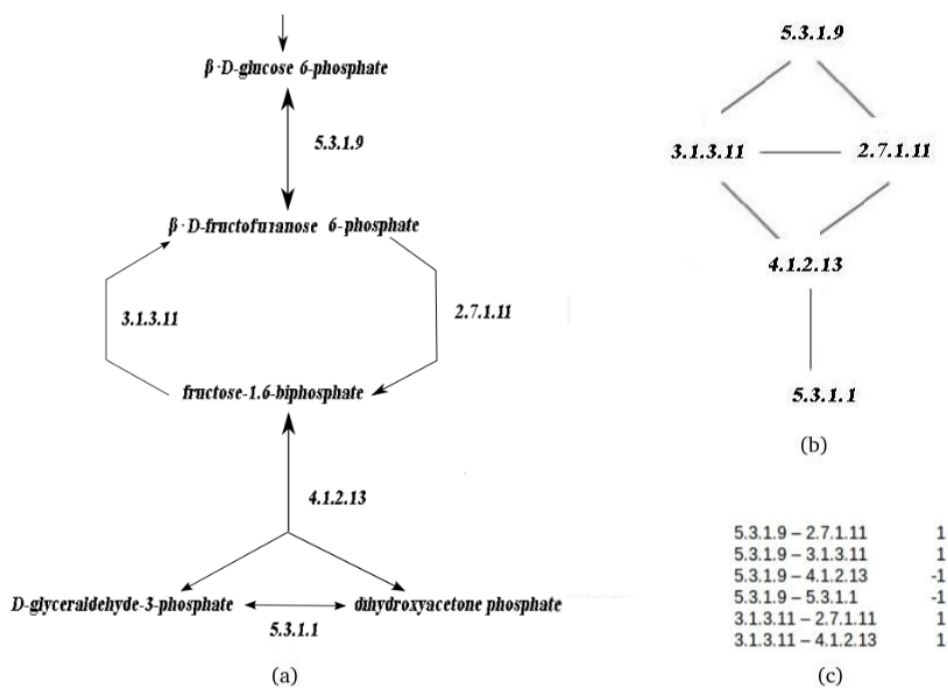 β-D-glucose 6-phosphate
5.3.1.9
β-D-fructofuranose 6-phosphate
3.1.3.11
2.7.1.11
fructose-1.6-biphosphate
4.1.2.13
D-glyceraldehyde-3-phosphate
dihydroxyacetone phosphate
5.3.1.1
(a)
5.3.1.9
3.1.3.11
2.7.1.11
4.1.2.13
5.3.1.1
(b)
5.3.1.9 – 2.7.1.11 1
5.3.1.9 – 3.1.3.11 1
5.3.1.9 – 4.1.2.13 -1
5.3.1.9 – 5.3.1.1 -1
3.1.3.11 – 2.7.1.11 1
3.1.3.11 – 4.1.2.13 1
(c)